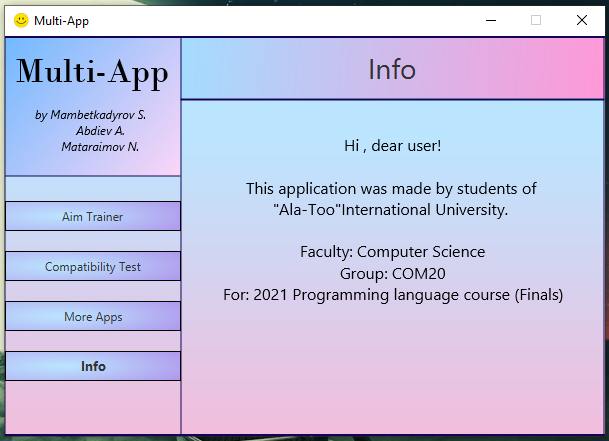 Multi-App
Multi-App
by Mambetkadyrov S.
Abdiev A.
Mataraimov N.
Aim Trainer
Compatibility Test
More Apps
Info
Info
Hi , dear user!
This application was made by students of
"Ala-Too"International University.
Faculty: Computer Science
Group: COM20
For: 2021 Programming language course (Finals)